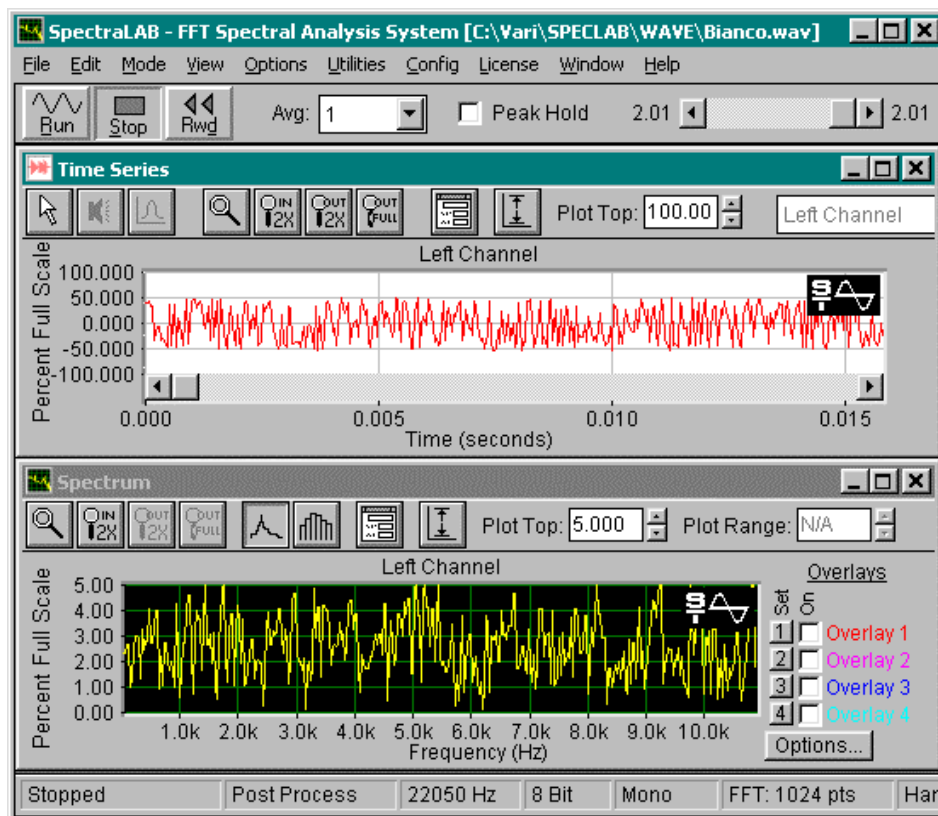 SpectraLAB - FFT Spectral Analysis System [C:\Vari\SPECLAB\WAVE\Bianco.wav]
File Edit Mode View Options Utilities Config License Window Help
Run Stop Rwd Avg: 1 Peak Hold 2.01 2.01
Time Series
IN 2X OUT 2X OUT FULL Plot Top: 100.00 Left Channel
Left Channel
Percent Full Scale
100.000
50.000
0.000
-50.000
-100.000
0.000 0.005 0.010 0.015
Time (seconds)
Spectrum
IN 2X OUT 2X OUT FULL Plot Top: 5.000 Plot Range: N/A
Left Channel
Percent Full Scale
5.00
4.00
3.00
2.00
1.00
0.00
1.0k 2.0k 3.0k 4.0k 5.0k 6.0k 7.0k 8.0k 9.0k 10.0k
Frequency (Hz)
Overlays
Set On
1 Overlay 1
2 Overlay 2
3 Overlay 3
4 Overlay 4
Options...
Stopped Post Process 22050 Hz 8 Bit Mono FFT: 1024 pts Han